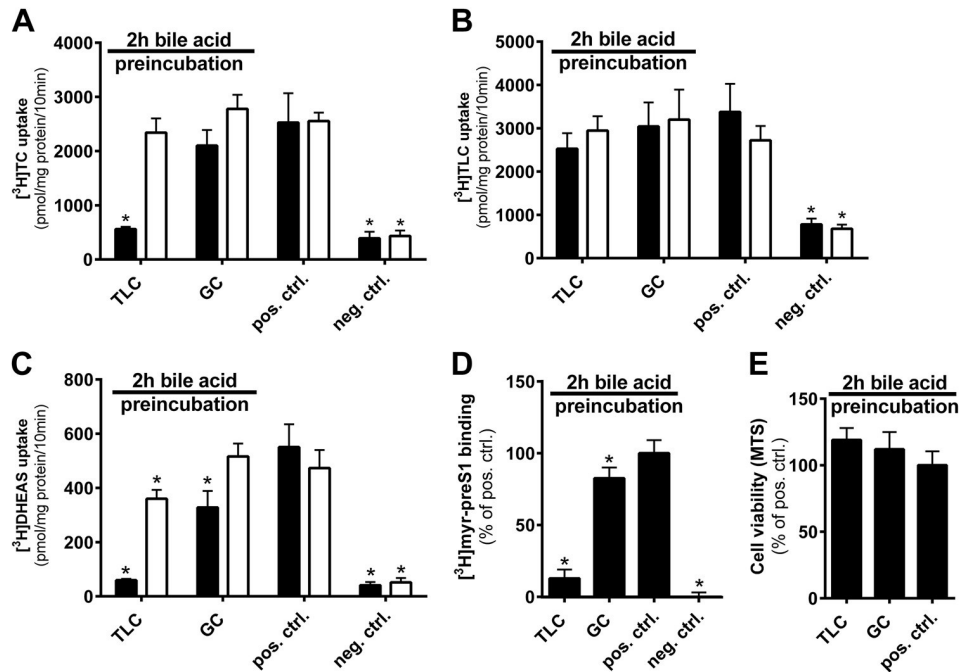 A
2h bile acid
preincubation
[³H]TC uptake
(pmol/mg protein/10min)
4000
3000
2000
1000
0
*
*
*
TLC
GC
pos. ctrl.
neg. ctrl.
B
2h bile acid
preincubation
[³H]TLC uptake
(pmol/mg protein/10min)
5000
4000
3000
2000
1000
0
*
*
TLC
GC
pos. ctrl.
neg. ctrl.
C
2h bile acid
preincubation
[³H]DHEAS uptake
(pmol/mg protein/10min)
800
600
400
200
0
*
*
*
*
*
TLC
GC
pos. ctrl.
neg. ctrl.
D
2h bile acid
preincubation
[³H]myr-preS1 binding
(% of pos. ctrl.)
150
100
50
0
*
*
*
TLC
GC
pos. ctrl.
neg. ctrl.
E
2h bile acid
preincubation
Cell viability (MTS)
(% of pos. ctrl.)
150
100
50
0
TLC
GC
pos. ctrl.